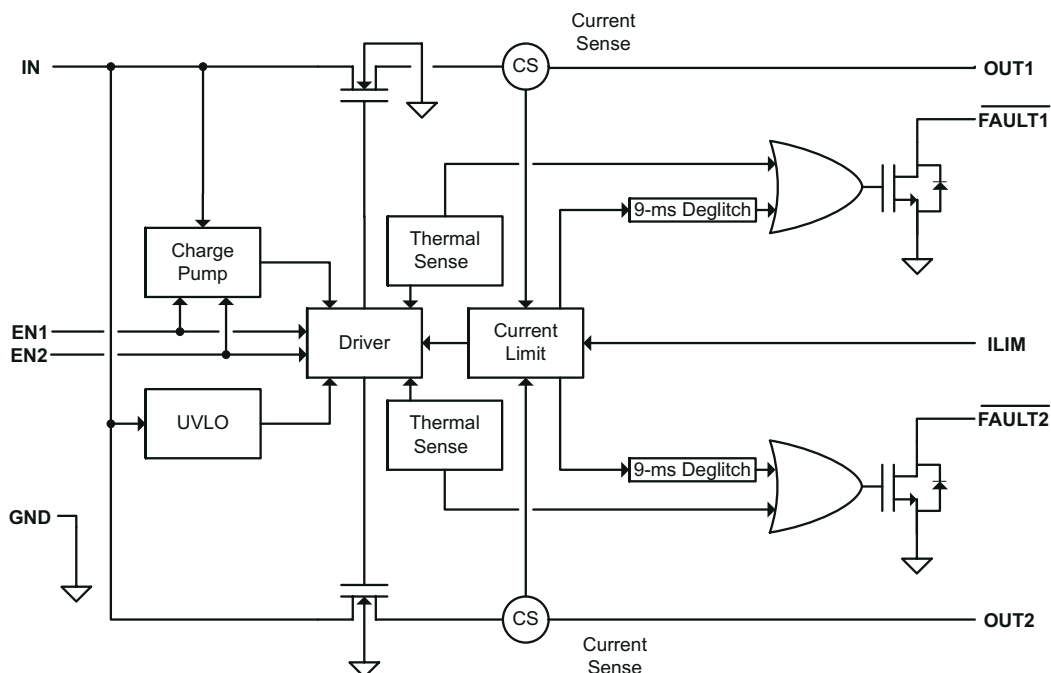 Current
Sense
IN
CS
OUT1
FAULT1
9-ms Deglitch
Thermal
Sense
Charge
Pump
EN1
EN2
Driver
Current
Limit
ILIM
UVLO
Thermal
Sense
FAULT2
9-ms Deglitch
GND
CS
OUT2
Current
Sense